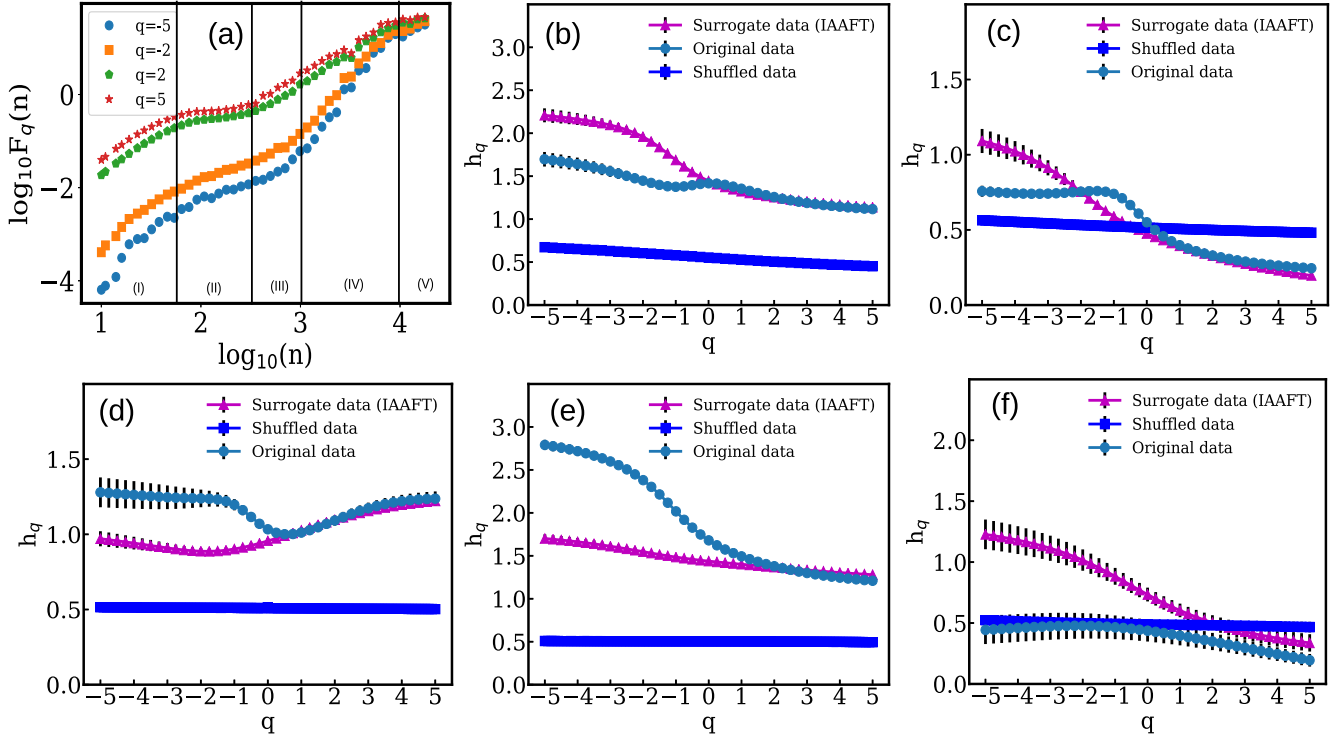 (a)
q=-5
q=-2
q=2
q=5
0
−2
−4
log₁₀F_q(n)
(I)
(II)
(III)
(IV)
(V)
1 2 3 4
log₁₀(n)
(b)
Surrogate data (IAAFT)
Original data
Shuffled data
3.0
2.5
2.0
1.5
1.0
0.5
0.0
h_q
−5 −4 −3 −2 −1 0 1 2 3 4 5
q
(c)
Surrogate data (IAAFT)
Shuffled data
Original data
1.5
1.0
0.5
0.0
h_q
−5 −4 −3 −2 −1 0 1 2 3 4 5
q
(d)
Surrogate data (IAAFT)
Shuffled data
Original data
1.5
1.0
0.5
0.0
h_q
−5 −4 −3 −2 −1 0 1 2 3 4 5
q
(e)
Surrogate data (IAAFT)
Shuffled data
Original data
3.0
2.5
2.0
1.5
1.0
0.5
0.0
h_q
−5 −4 −3 −2 −1 0 1 2 3 4 5
q
(f)
Surrogate data (IAAFT)
Shuffled data
Original data
2.0
1.5
1.0
0.5
0.0
h_q
−5 −4 −3 −2 −1 0 1 2 3 4 5
q